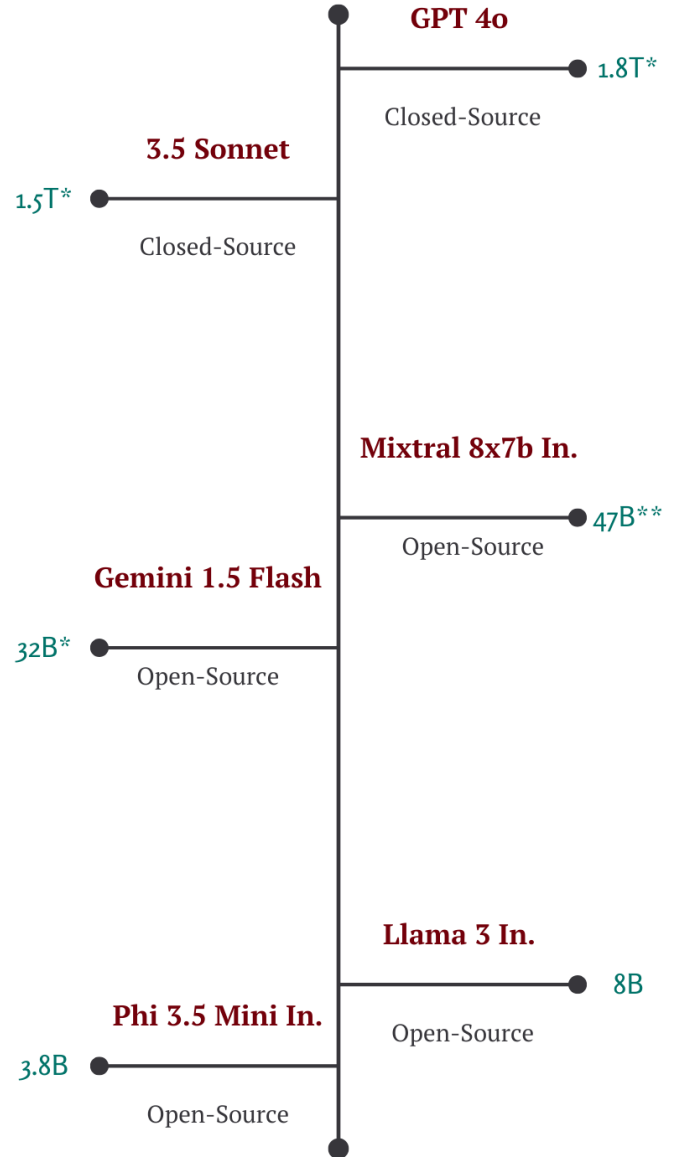 GPT 4o
1.8T*
Closed-Source
3.5 Sonnet
1.5T*
Closed-Source
Mixtral 8x7b In.
47B**
Open-Source
Gemini 1.5 Flash
32B*
Open-Source
Llama 3 In.
8B
Open-Source
Phi 3.5 Mini In.
3.8B
Open-Source